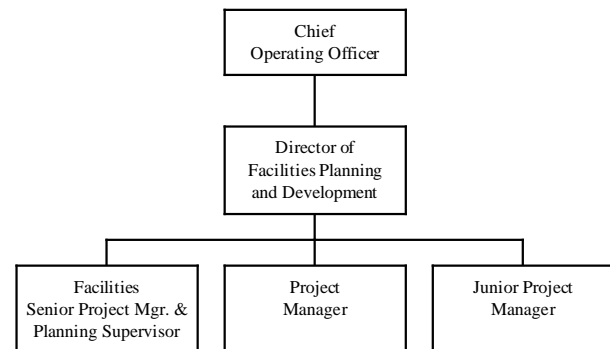 Chief
Operating Officer
Director of
Facilities Planning
and Development
Facilities
Senior Project Mgr. &
Planning Supervisor
Project
Manager
Junior Project
Manager